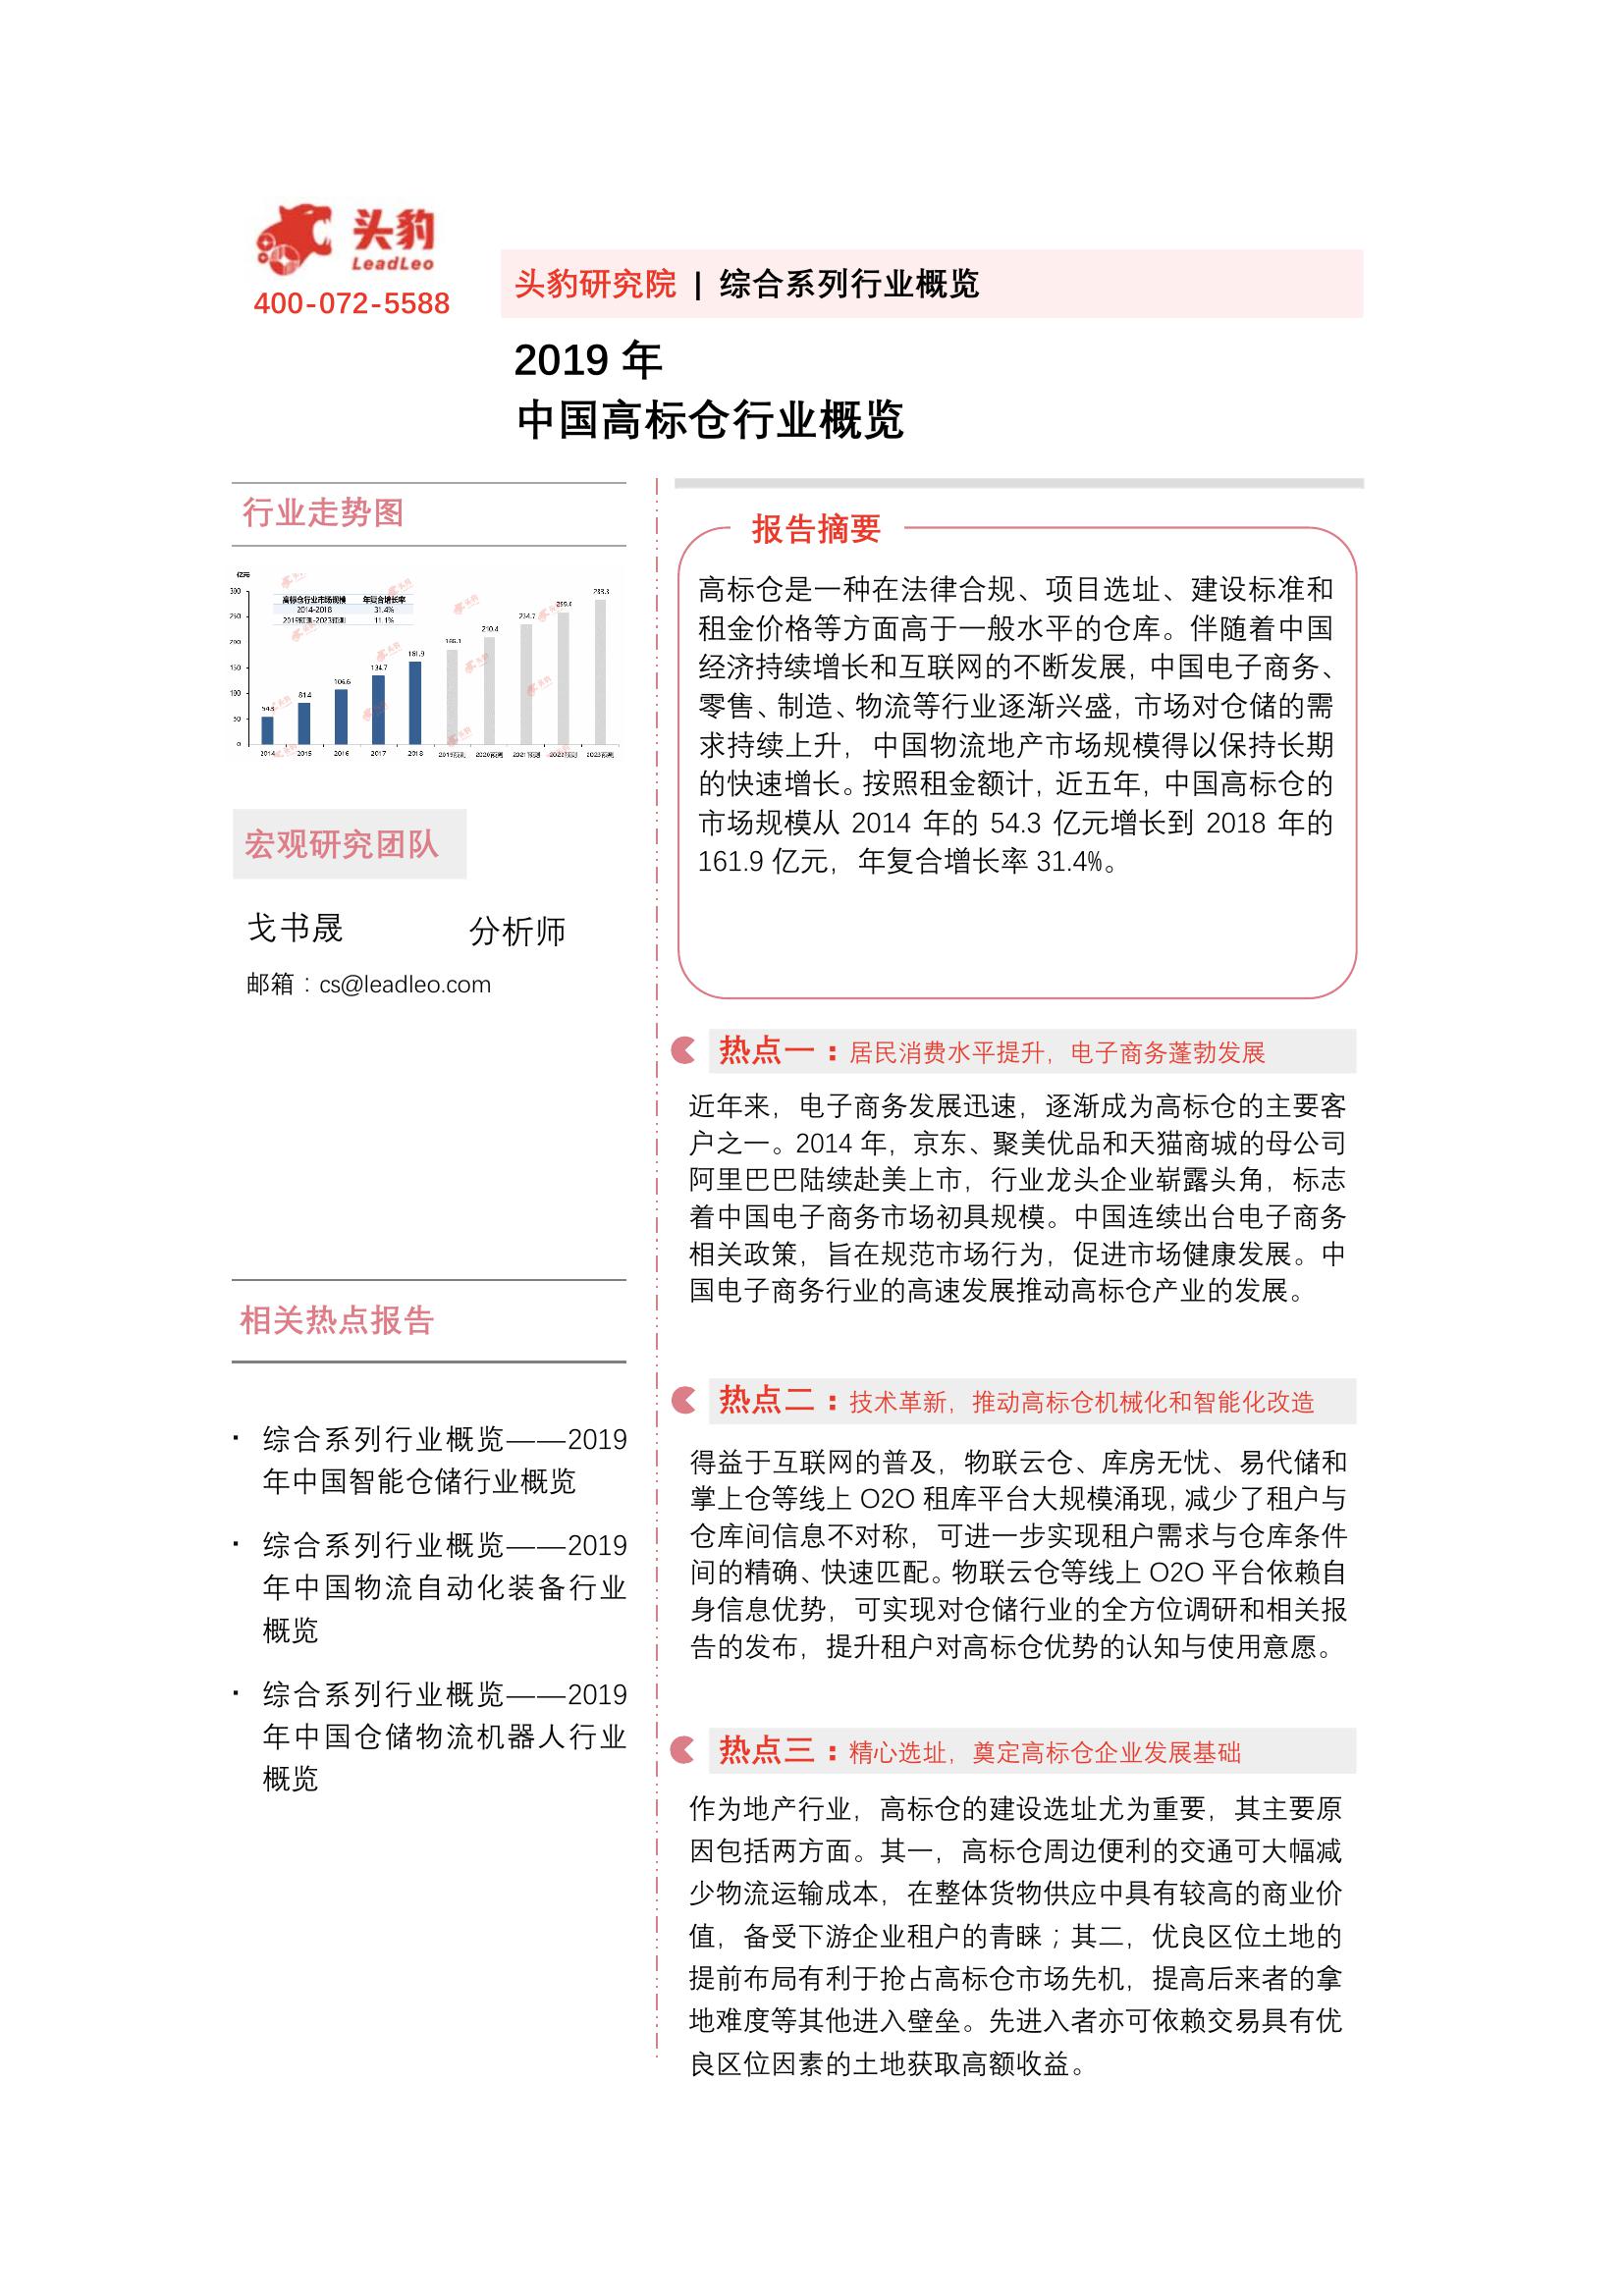 头豹
LeadLeo
400-072-5588
头豹研究院 | 综合系列行业概览
2019 年
中国高标仓行业概览
行业走势图
亿元
高标仓行业市场规模 年复合增长率
2014-2018 31.4%
2019预测-2023预测 11.1%
300
250
200
150
100
50
0
81.4
106.6
134.7
210.4
234.7
2014
2015
2016
2017
2018
2019预测
2020预测
2021预测
2022预测
2023预测
宏观研究团队
戈书晟 分析师
邮箱：cs@leadleo.com
相关热点报告
· 综合系列行业概览——2019
年中国智能仓储行业概览
· 综合系列行业概览——2019
年中国物流自动化装备行业
概览
· 综合系列行业概览——2019
年中国仓储物流机器人行业
概览
报告摘要
高标仓是一种在法律合规、项目选址、建设标准和
租金价格等方面高于一般水平的仓库。伴随着中国
经济持续增长和互联网的不断发展，中国电子商务、
零售、制造、物流等行业逐渐兴盛，市场对仓储的需
求持续上升，中国物流地产市场规模得以保持长期
的快速增长。按照租金额计，近五年，中国高标仓的
市场规模从 2014 年的 54.3 亿元增长到 2018 年的
161.9 亿元，年复合增长率 31.4%。
热点一：居民消费水平提升，电子商务蓬勃发展
近年来，电子商务发展迅速，逐渐成为高标仓的主要客
户之一。2014 年，京东、聚美优品和天猫商城的母公司
阿里巴巴陆续赴美上市，行业龙头企业崭露头角，标志
着中国电子商务市场初具规模。中国连续出台电子商务
相关政策，旨在规范市场行为，促进市场健康发展。中
国电子商务行业的高速发展推动高标仓产业的发展。
热点二：技术革新，推动高标仓机械化和智能化改造
得益于互联网的普及，物联云仓、库房无忧、易代储和
掌上仓等线上 O2O 租库平台大规模涌现，减少了租户与
仓库间信息不对称，可进一步实现租户需求与仓库条件
间的精确、快速匹配。物联云仓等线上 O2O 平台依赖自
身信息优势，可实现对仓储行业的全方位调研和相关报
告的发布，提升租户对高标仓优势的认知与使用意愿。
热点三：精心选址，奠定高标仓企业发展基础
作为地产行业，高标仓的建设选址尤为重要，其主要原
因包括两方面。其一，高标仓周边便利的交通可大幅减
少物流运输成本，在整体货物供应中具有较高的商业价
值，备受下游企业租户的青睐；其二，优良区位土地的
提前布局有利于抢占高标仓市场先机，提高后来者的拿
地难度等其他进入壁垒。先进入者亦可依赖交易具有优
良区位因素的土地获取高额收益。